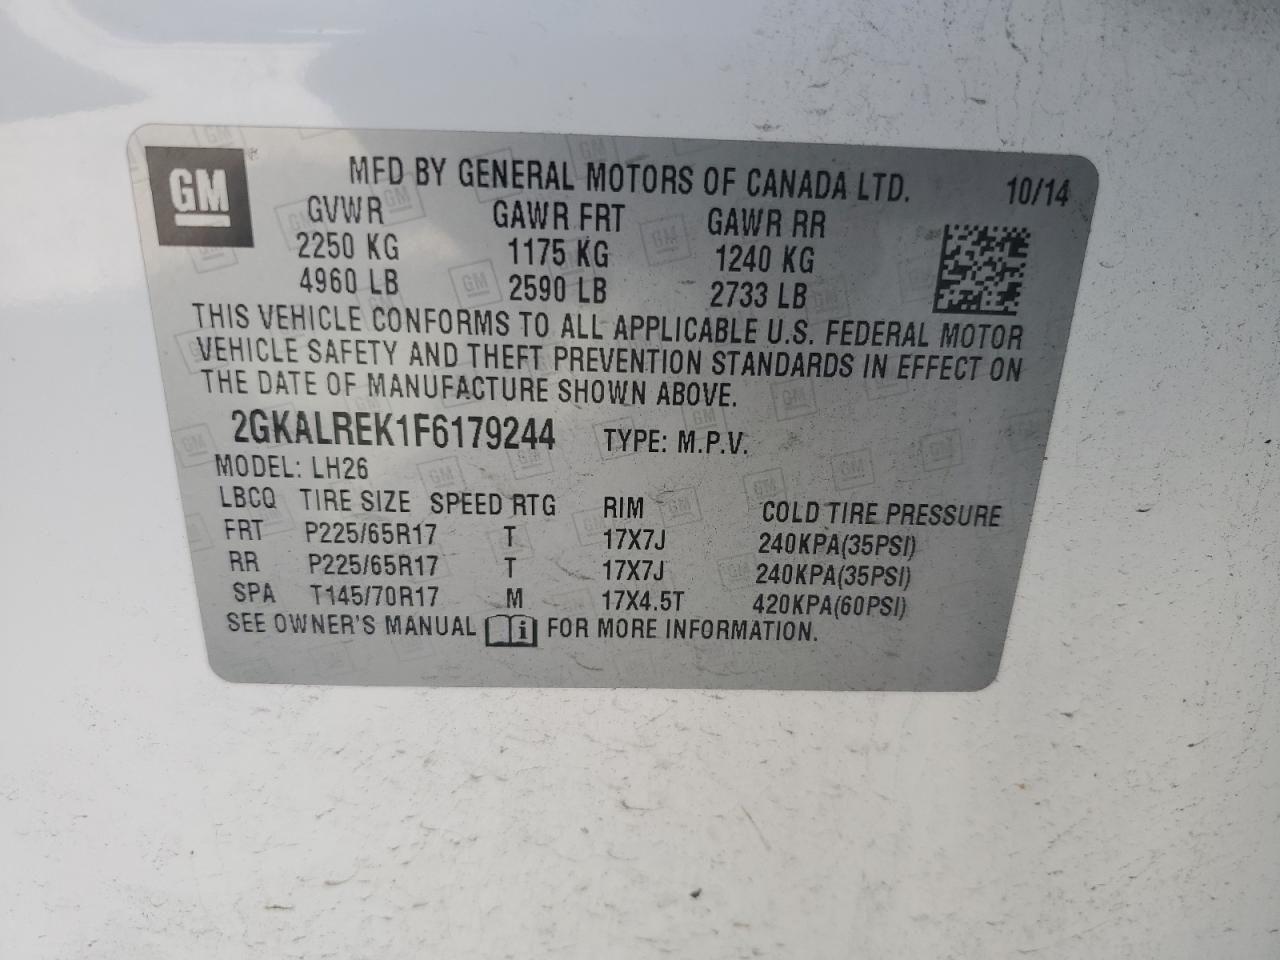 GM
MFD BY GENERAL MOTORS OF CANADA LTD. 10/14
GVWR GAWR FRT GAWR RR
2250 KG 1175 KG 1240 KG
4960 LB 2590 LB 2733 LB
THIS VEHICLE CONFORMS TO ALL APPLICABLE U.S. FEDERAL MOTOR
VEHICLE SAFETY AND THEFT PREVENTION STANDARDS IN EFFECT ON
THE DATE OF MANUFACTURE SHOWN ABOVE.
2GKALREK1F6179244 TYPE: M.P.V.
MODEL: LH26
LBCQ TIRE SIZE SPEED RTG RIM COLD TIRE PRESSURE
FRT P225/65R17 T 17X7J 240KPA(35PSI)
RR P225/65R17 T 17X7J 240KPA(35PSI)
SPA T145/70R17 M 17X4.5T 420KPA(60PSI)
SEE OWNER'S MANUAL i FOR MORE INFORMATION.